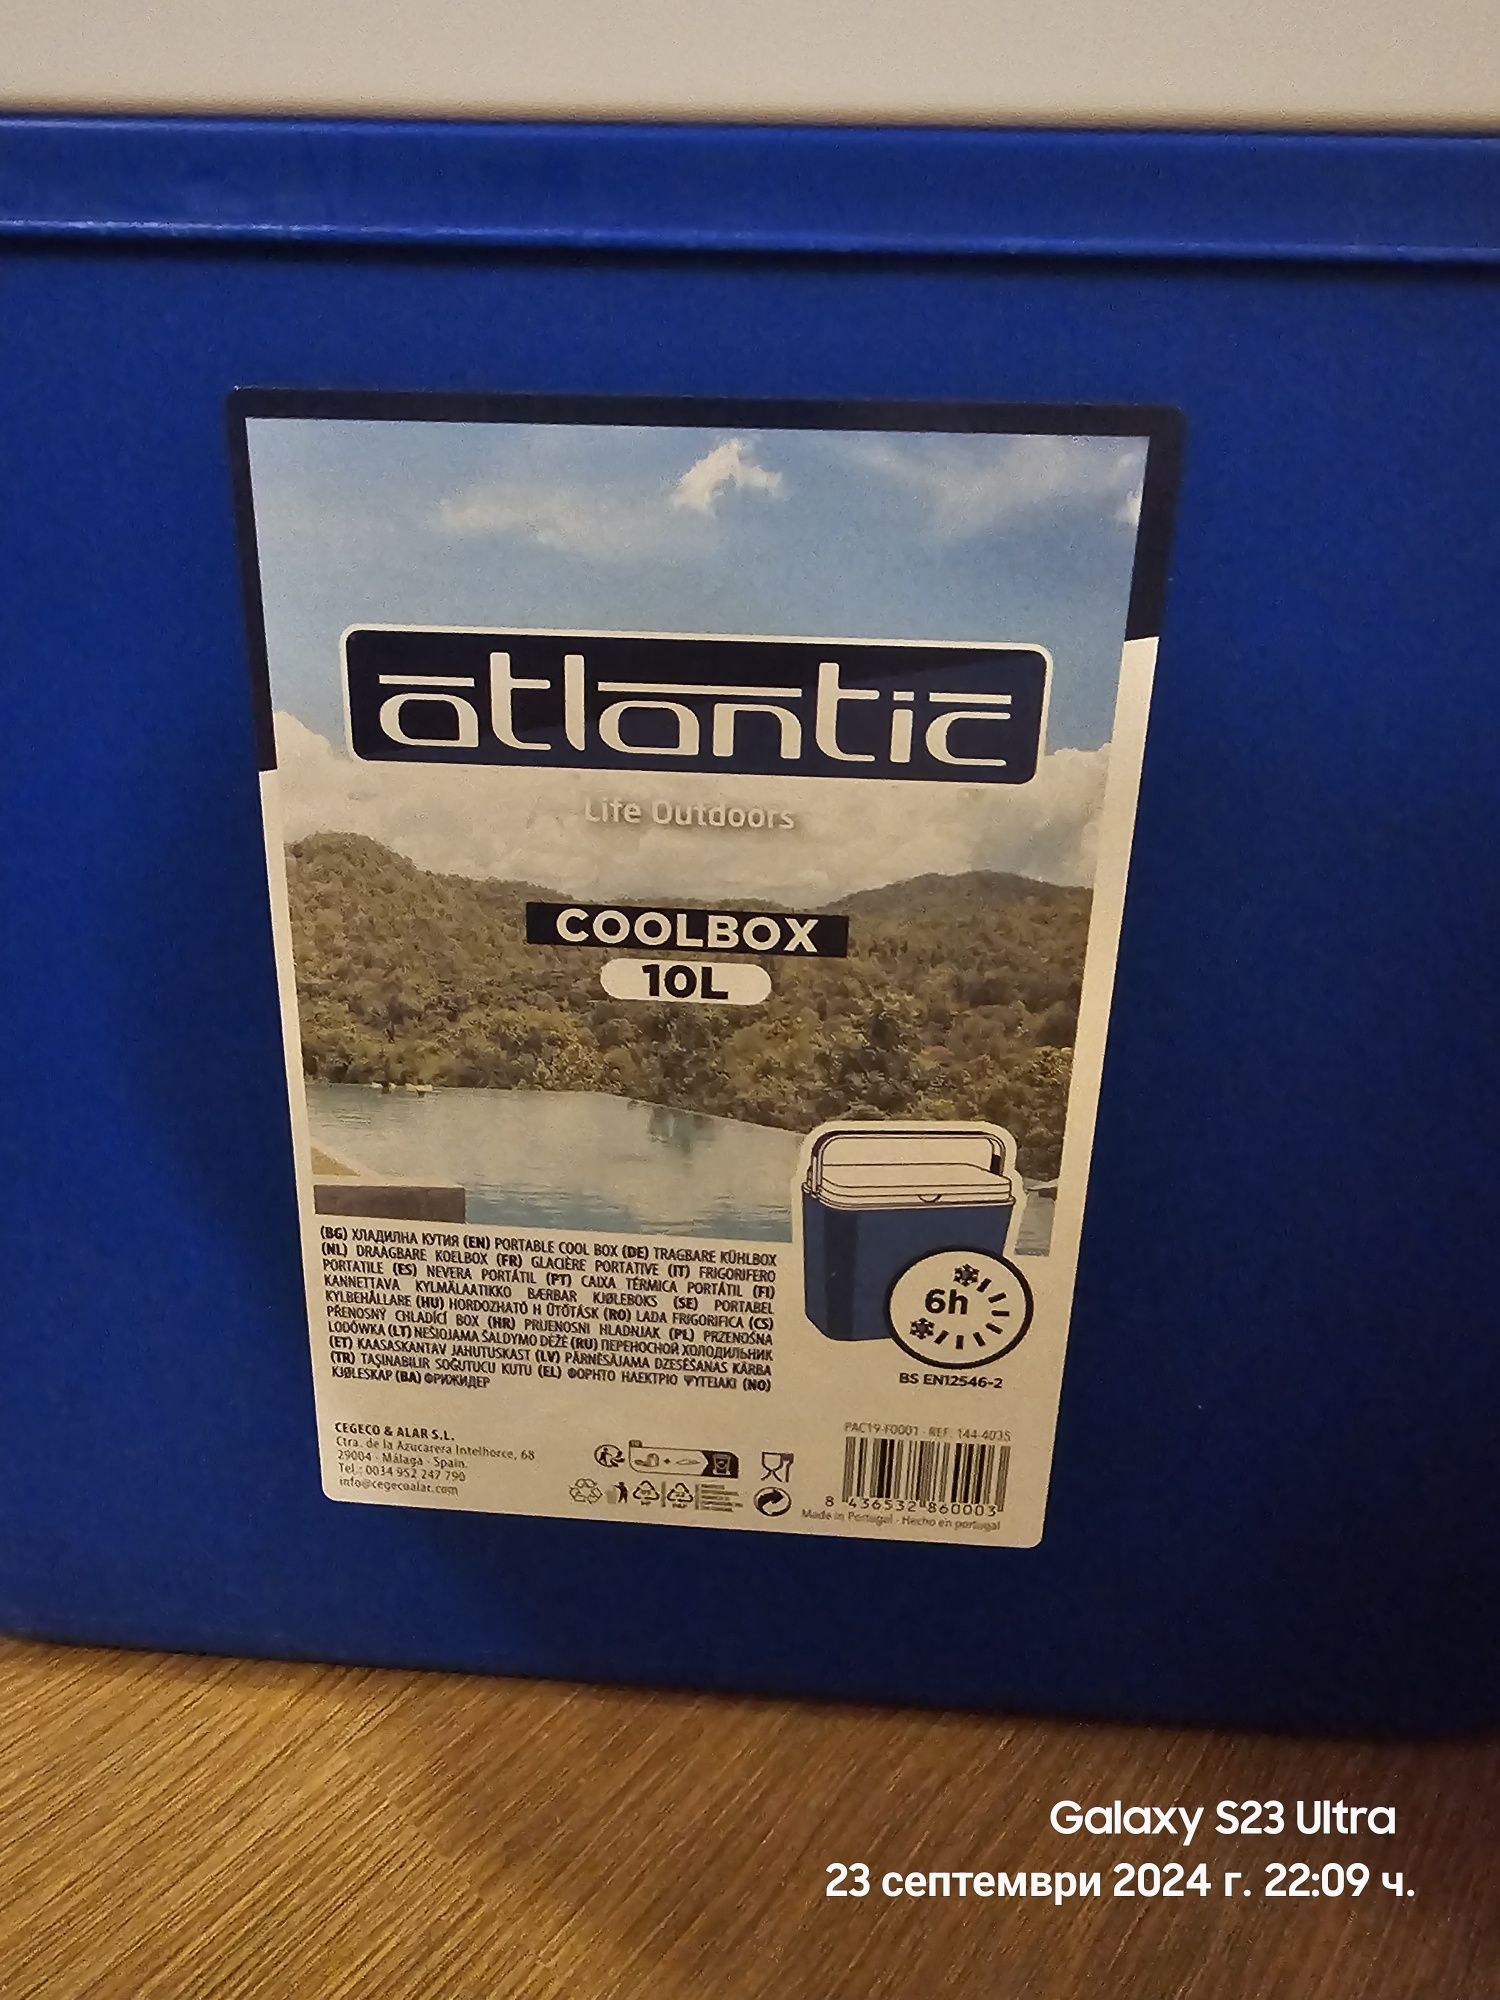 atlantic
Life Outdoors
COOLBOX
10L
(BG) ХЛАДИЛНА КУТИЯ (EN) PORTABLE COOL BOX (DE) TRAGBARE KÜHLBOX
(NL) DRAAGBARE KOELBOX (FR) GLACIÈRE PORTATIVE (IT) FRIGORIFERO
PORTATILE (ES) NEVERA PORTÁTIL (PT) CAIXA TÉRMICA PORTÁTIL (FI)
KANNETTAVA KYLMÄLAATIKKO BÆRBAR KJØLEBOKS (SE) PORTABEL
KYLBEHÅLLARE (HU) HORDOZHATÓ H ŰTŐTÁSK (RO) LADA FRIGORIFICA (CS)
PŘENOSNÝ CHLADÍCÍ BOX (HR) PRIJENOSNI HLADNJAK (PL) PRZENOŚNA
LODÓWKA (LT) NEŠIOJAMA ŠALDYMO DĖŽĖ (RU) ПЕРЕНОСНОЙ ХОЛОДИЛЬНИК
(ET) KAASASKANTAV JAHUTUSKAST (LV) PĀRNĒSĀJAMA DZESĒŠANAS KĀRBA
(TR) TAŞINABILIR SOĞUTUCU KUTU (EL) ΦΟΡΗΤΟ ΗΛΕΚΤΡΙΟ ΨΥΓΕΙΑΚΙ (NO)
KJØLESKAP (BA) ФРИЖИДЕР
6h
BS EN12546-2
CEGECO & ALAR S.L.
Ctra. de la Azucarera Intelhorce, 68
29004 - Málaga - Spain.
Tel.: 0034 952 247 790
info@cegecoalar.com
PAC19-F0001 - REF. 144-4035
8 436532 860003
Made in Portugal - Hecho en portugal
Galaxy S23 Ultra
23 септември 2024 г. 22:09 ч.